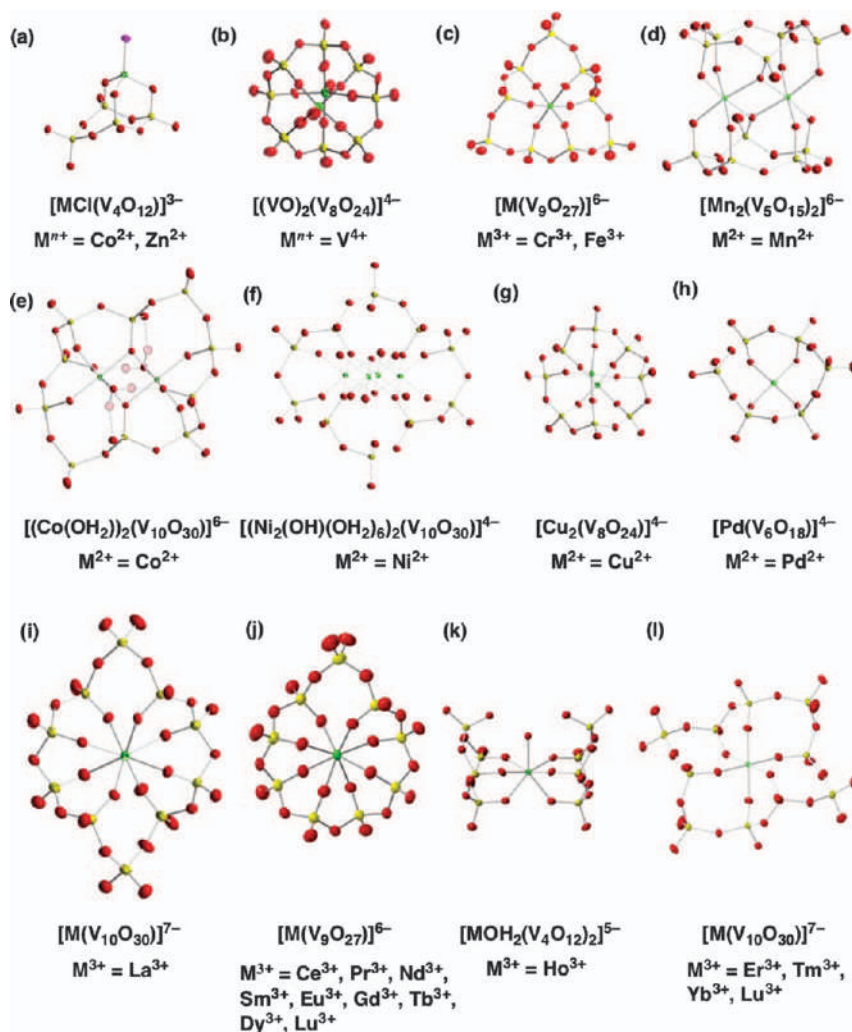 (a) (b) (c) (d)
[MCl(V₄O₁₂)]³⁻ [(VO)₂(V₈O₂₄)]⁴⁻ [M(V₉O₂₇)]⁶⁻ [Mn₂(V₅O₁₅)₂]⁶⁻
Mⁿ⁺ = Co²⁺, Zn²⁺ Mⁿ⁺ = V⁴⁺ M³⁺ = Cr³⁺, Fe³⁺ M²⁺ = Mn²⁺
(e) (f) (g) (h)
[(Co(OH₂))₂(V₁₀O₃₀)]⁶⁻ [(Ni₂(OH)(OH₂)₆)₂(V₁₀O₃₀)]⁴⁻ [Cu₂(V₈O₂₄)]⁴⁻ [Pd(V₆O₁₈)]⁴⁻
M²⁺ = Co²⁺ M²⁺ = Ni²⁺ M²⁺ = Cu²⁺ M²⁺ = Pd²⁺
(i) (j) (k) (l)
[M(V₁₀O₃₀)]⁷⁻ [M(V₉O₂₇)]⁶⁻ [MOH₂(V₄O₁₂)₂]⁵⁻ [M(V₁₀O₃₀)]⁷⁻
M³⁺ = La³⁺ M³⁺ = Ce³⁺, Pr³⁺, Nd³⁺, M³⁺ = Ho³⁺ M³⁺ = Er³⁺, Tm³⁺,
Sm³⁺, Eu³⁺, Gd³⁺, Tb³⁺, Yb³⁺, Lu³⁺
Dy³⁺, Lu³⁺